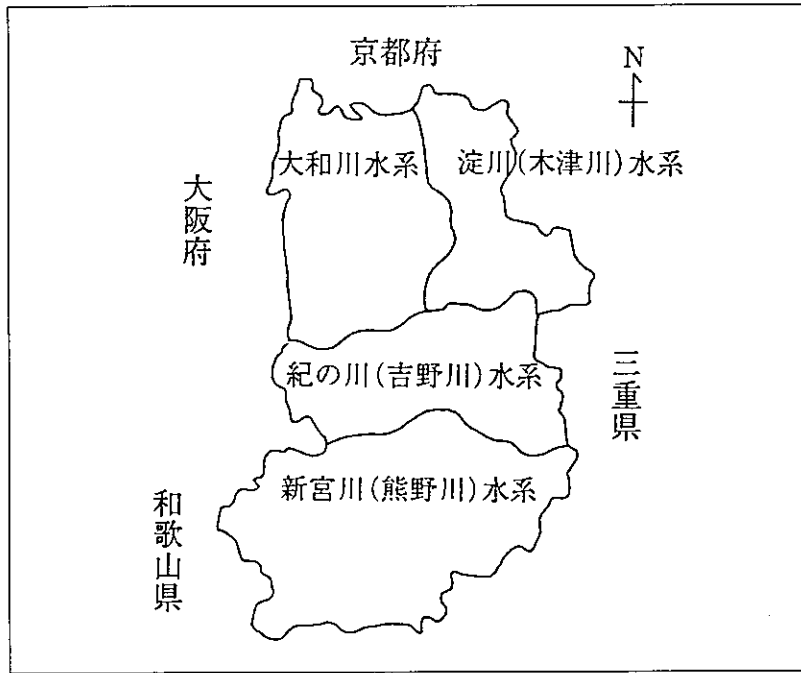 京都府
N
大和川水系
淀川(木津川)水系
大阪府
紀の川(吉野川)水系
三重県
新宮川(熊野川)水系
和歌山県